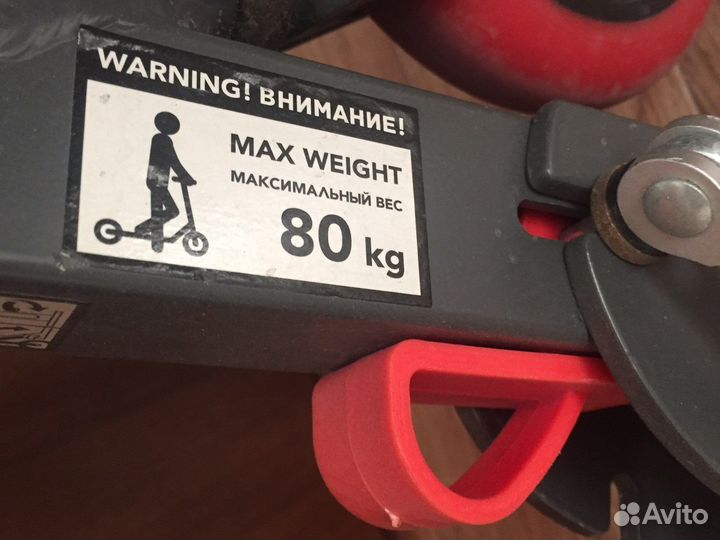 WARNING! ВНИМАНИЕ!
MAX WEIGHT
МАКСИМАЛЬНЫЙ ВЕС
80 kg
Avito